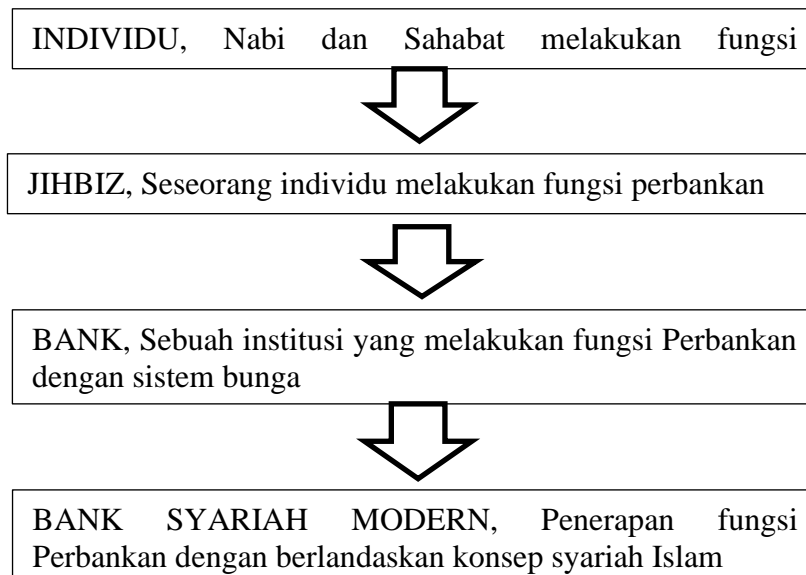 INDIVIDU, Nabi dan Sahabat melakukan fungsi
JIHBIZ, Seseorang individu melakukan fungsi perbankan
BANK, Sebuah institusi yang melakukan fungsi Perbankan
dengan sistem bunga
BANK SYARIAH MODERN, Penerapan fungsi
Perbankan dengan berlandaskan konsep syariah Islam